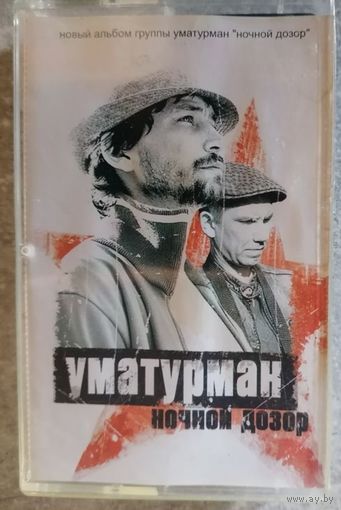 новый альбом группы уматурман "ночной дозор"
уматурман
ночной дозор
www.ay.by